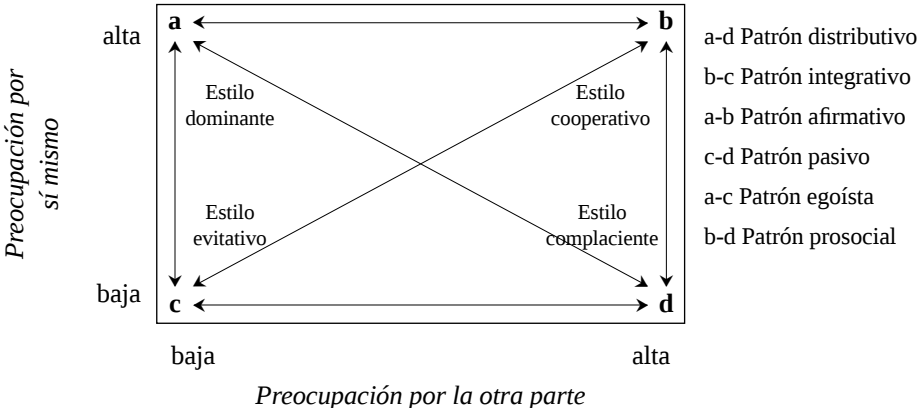 a
b
alta
Preocupación por
sí mismo
Estilo
dominante
Estilo
cooperativo
Estilo
evitativo
Estilo
complaciente
baja
c
d
baja
alta
Preocupación por la otra parte
a-d Patrón distributivo
b-c Patrón integrativo
a-b Patrón afirmativo
c-d Patrón pasivo
a-c Patrón egoísta
b-d Patrón prosocial